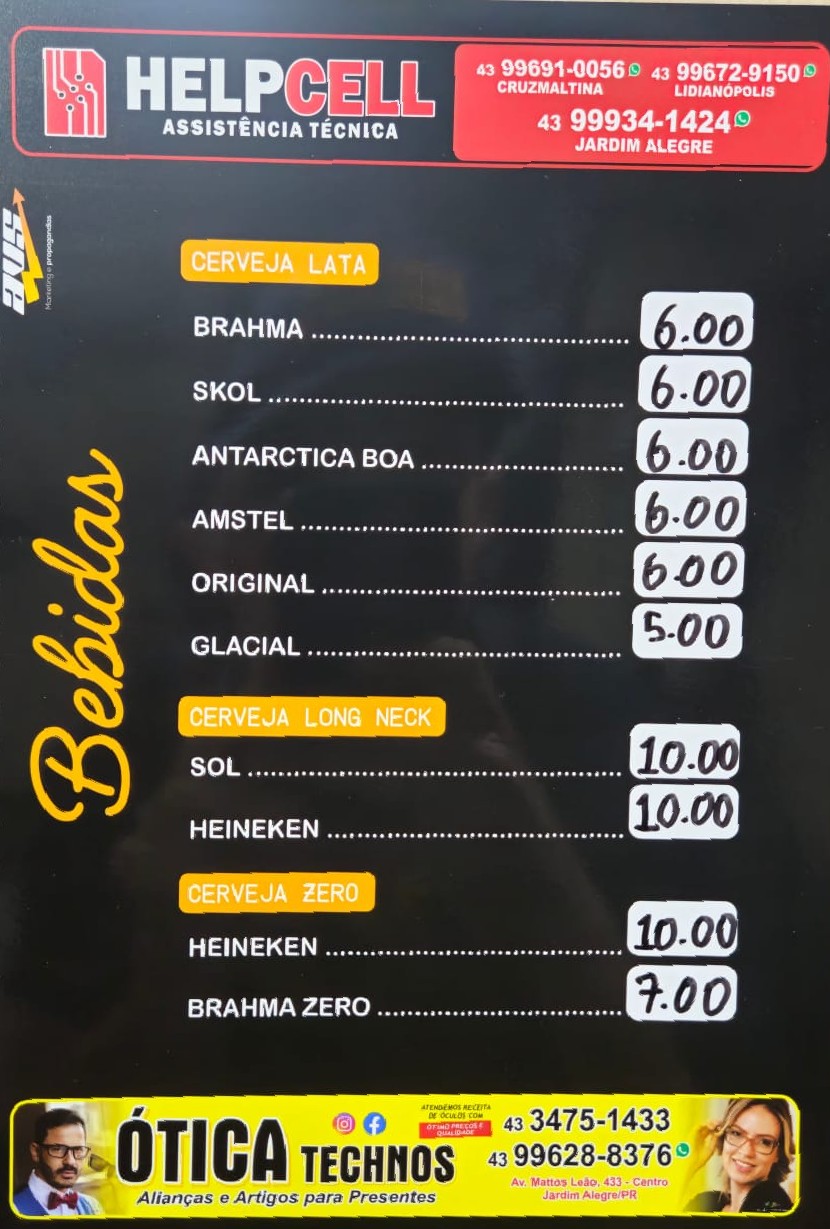 HELPCELL
ASSISTÊNCIA TÉCNICA
43 99691-0056 43 99672-9150
CRUZMALTINA LIDIANÓPOLIS
43 99934-1424
JARDIM ALEGRE
avis
Marketing e propagandas
Bebidas
CERVEJA LATA
BRAHMA 6.00
SKOL 6.00
ANTARCTICA BOA 6.00
AMSTEL 6.00
ORIGINAL 6.00
GLACIAL 5.00
CERVEJA LONG NECK
SOL 10.00
HEINEKEN 10.00
CERVEJA ZERO
HEINEKEN 10.00
BRAHMA ZERO 7.00
ÓTICA TECHNOS
Alianças e Artigos para Presentes
ATENDEMOS RECEITA
DE ÓCULOS COM
ÓTIMO PREÇOS E
QUALIDADE
43 3475-1433
43 99628-8376
Av. Mattos Leão, 433 - Centro
Jardim Alegre/PR